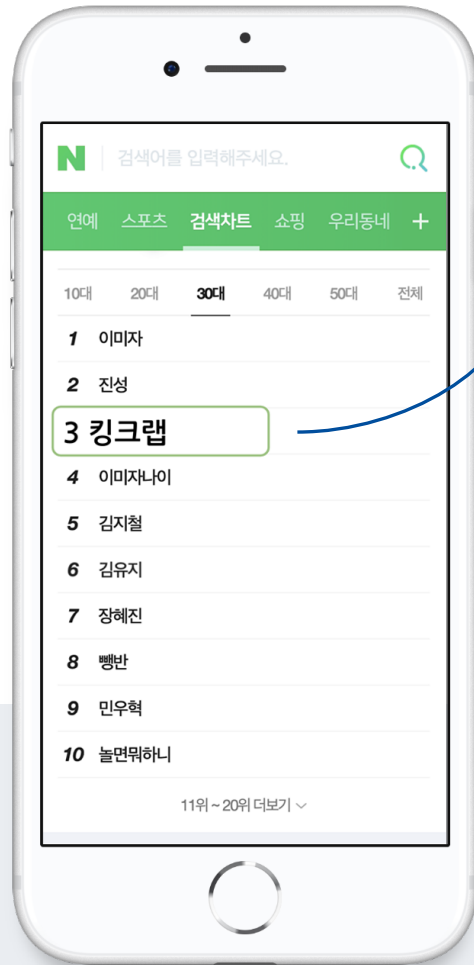 N 검색어를 입력해주세요.
연예 스포츠 검색차트 쇼핑 우리동네 +
10대 20대 30대 40대 50대 전체
1 이미자
2 진성
3 킹크랩
4 이미자나이
5 김지철
6 김유지
7 장혜진
8 뺑반
9 민우혁
10 놀면뭐하니
11위 ~ 20위 더보기